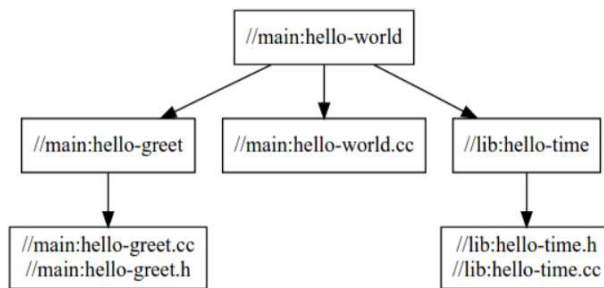 //main:hello-world
//main:hello-greet
//main:hello-world.cc
//lib:hello-time
//main:hello-greet.cc
//main:hello-greet.h
//lib:hello-time.h
//lib:hello-time.cc